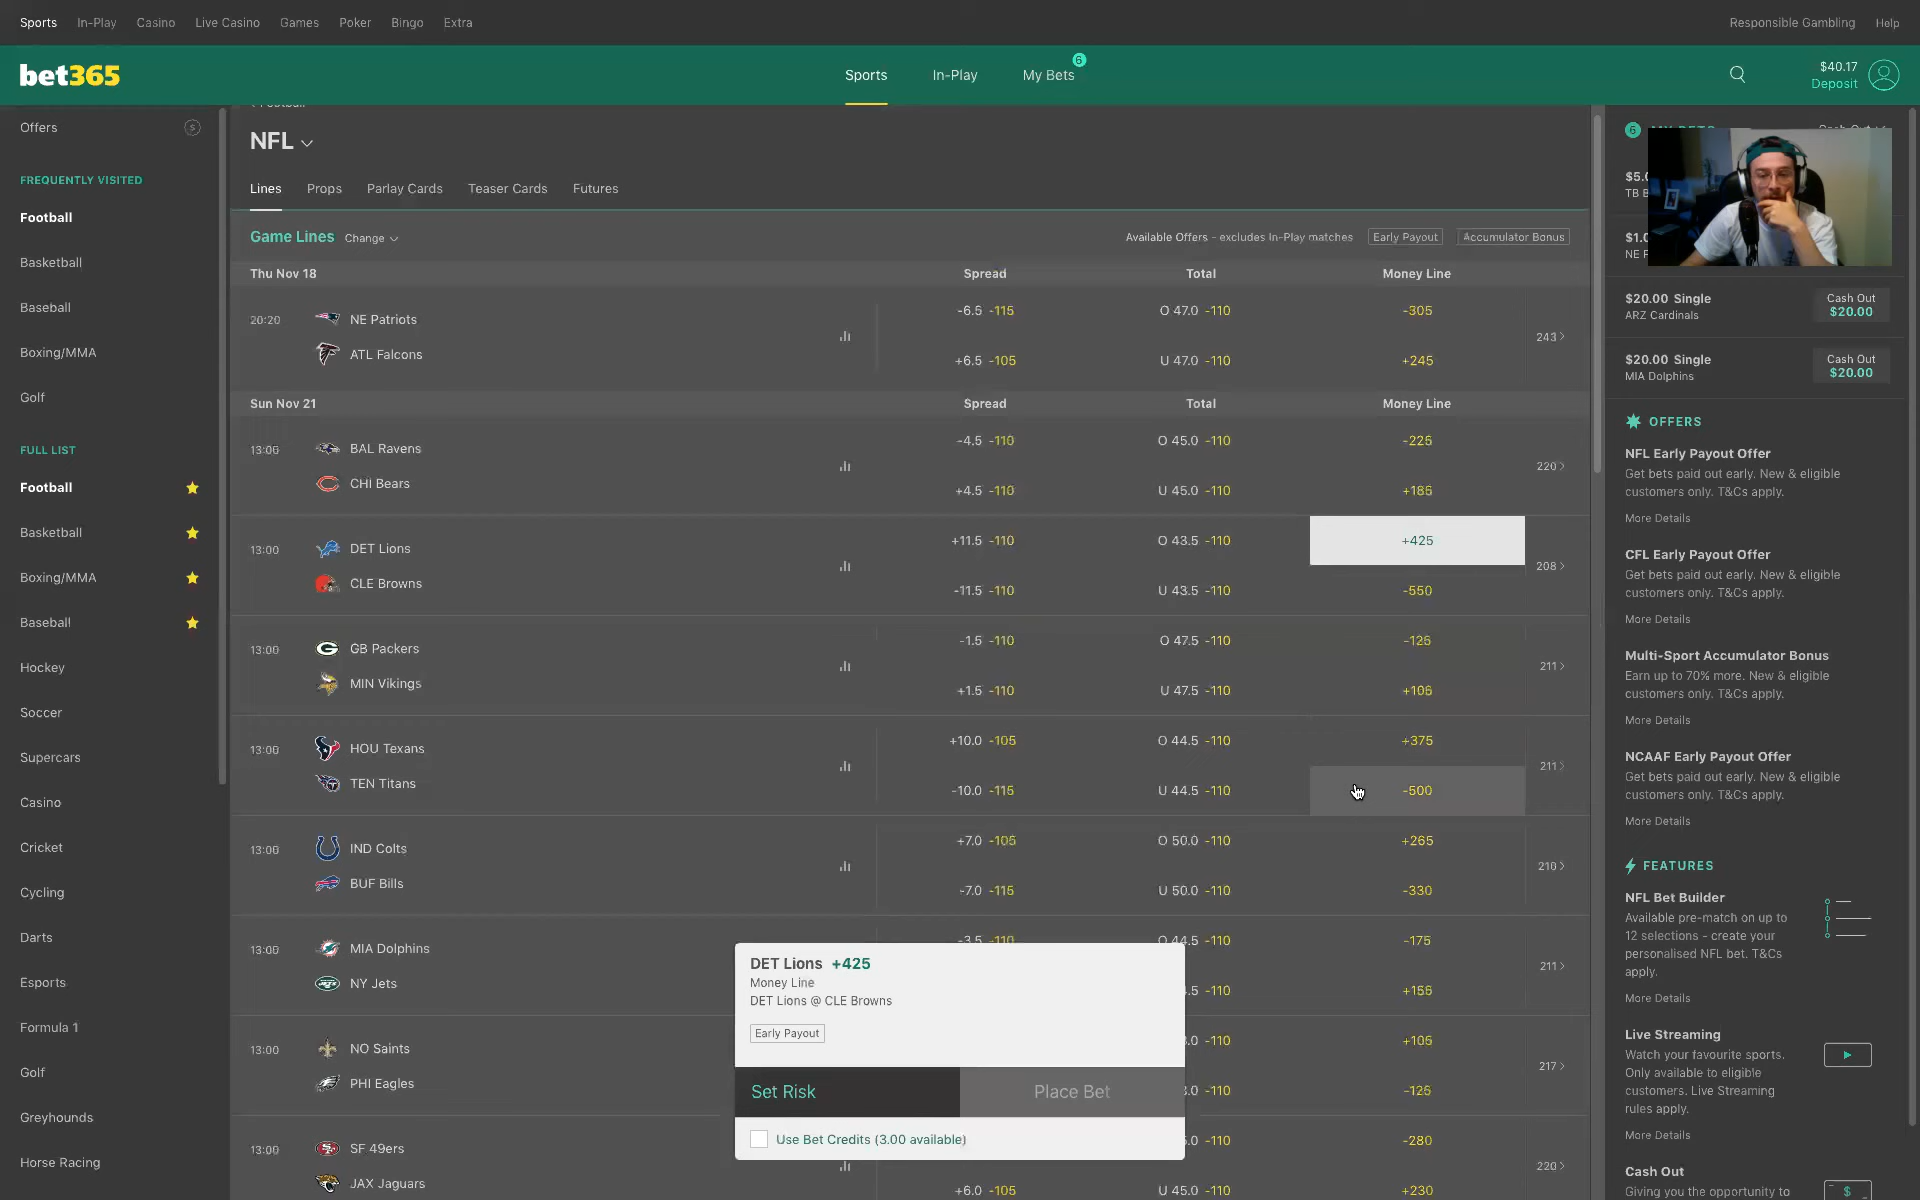 Sports In-Play Casino Live Casino Games Poker Bingo Extra Responsible Gambling Help
bet365 Sports In-Play My Bets 6 $40.17
Deposit
Offers
FREQUENTLY VISITED
Football
Basketball
Baseball
Boxing/MMA
Golf
FULL LIST
Football
Basketball
Boxing/MMA
Baseball
Hockey
Soccer
Supercars
Casino
Cricket
Cycling
Darts
Esports
Formula 1
Golf
Greyhounds
Horse Racing
NFL
Lines Props Parlay Cards Teaser Cards Futures
Game Lines Change Available Offers - excludes In-Play matches Early Payout Accumulator Bonus
Thu Nov 18 Spread Total Money Line
20:20 NE Patriots -6.5 -115 O 47.0 -110 -305
ATL Falcons +6.5 -105 U 47.0 -110 +245
243
Sun Nov 21 Spread Total Money Line
13:00 BAL Ravens -4.5 -110 O 45.0 -110 -225
CHI Bears +4.5 -110 U 45.0 -110 +185
220
13:00 DET Lions +11.5 -110 O 43.5 -110 +425
CLE Browns -11.5 -110 U 43.5 -110 -550
208
13:00 GB Packers -1.5 -110 O 47.5 -110 -125
MIN Vikings +1.5 -110 U 47.5 -110 +105
211
13:00 HOU Texans +10.0 -105 O 44.5 -110 +375
TEN Titans -10.0 -115 U 44.5 -110 -500
211
13:00 IND Colts +7.0 -105 O 50.0 -110 +265
BUF Bills -7.0 -115 U 50.0 -110 -330
210
13:00 MIA Dolphins -3.5 -110 O 44.5 -110 -175
NY Jets -110 +155
211
13:00 NO Saints -110 +105
PHI Eagles -110 -125
217
13:00 SF 49ers -110 -280
JAX Jaguars +6.0 -105 U 45.0 -110 +230
220
DET Lions +425
Money Line
DET Lions @ CLE Browns
Early Payout
Set Risk Place Bet
Use Bet Credits (3.00 available)
6
TB
NE
$20.00 Single Cash Out
ARZ Cardinals $20.00
$20.00 Single Cash Out
MIA Dolphins $20.00
OFFERS
NFL Early Payout Offer
Get bets paid out early. New & eligible
customers only. T&Cs apply.
More Details
CFL Early Payout Offer
Get bets paid out early. New & eligible
customers only. T&Cs apply.
More Details
Multi-Sport Accumulator Bonus
Earn up to 70% more. New & eligible
customers only. T&Cs apply.
More Details
NCAAF Early Payout Offer
Get bets paid out early. New & eligible
customers only. T&Cs apply.
More Details
FEATURES
NFL Bet Builder
Available pre-match on up to
12 selections - create your
personalised NFL bet. T&Cs
apply.
More Details
Live Streaming
Watch your favourite sports.
Only available to eligible
customers. Live Streaming
rules apply.
More Details
Cash Out
Giving you the opportunity to